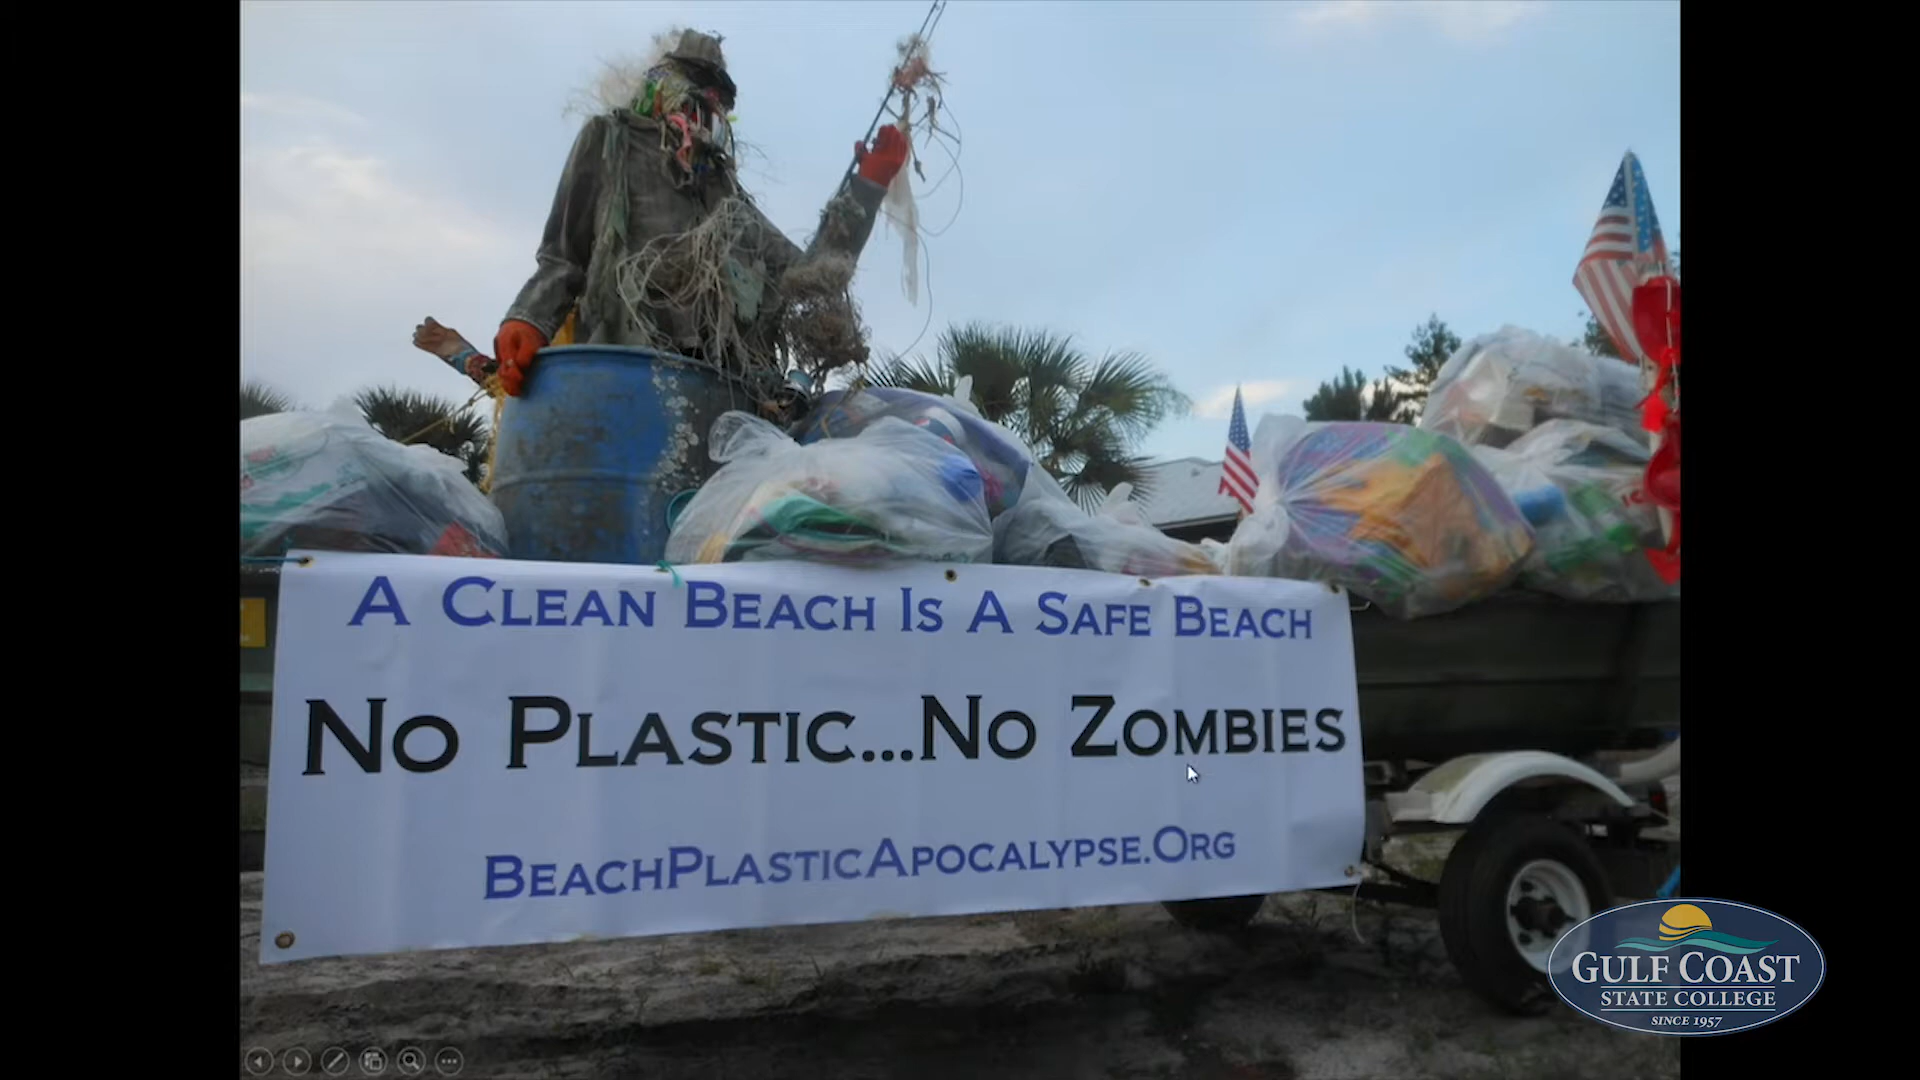 A Clean Beach Is A Safe Beach
No Plastic...No Zombies
BeachPlasticApocalypse.Org
Gulf Coast
State College
Since 1957